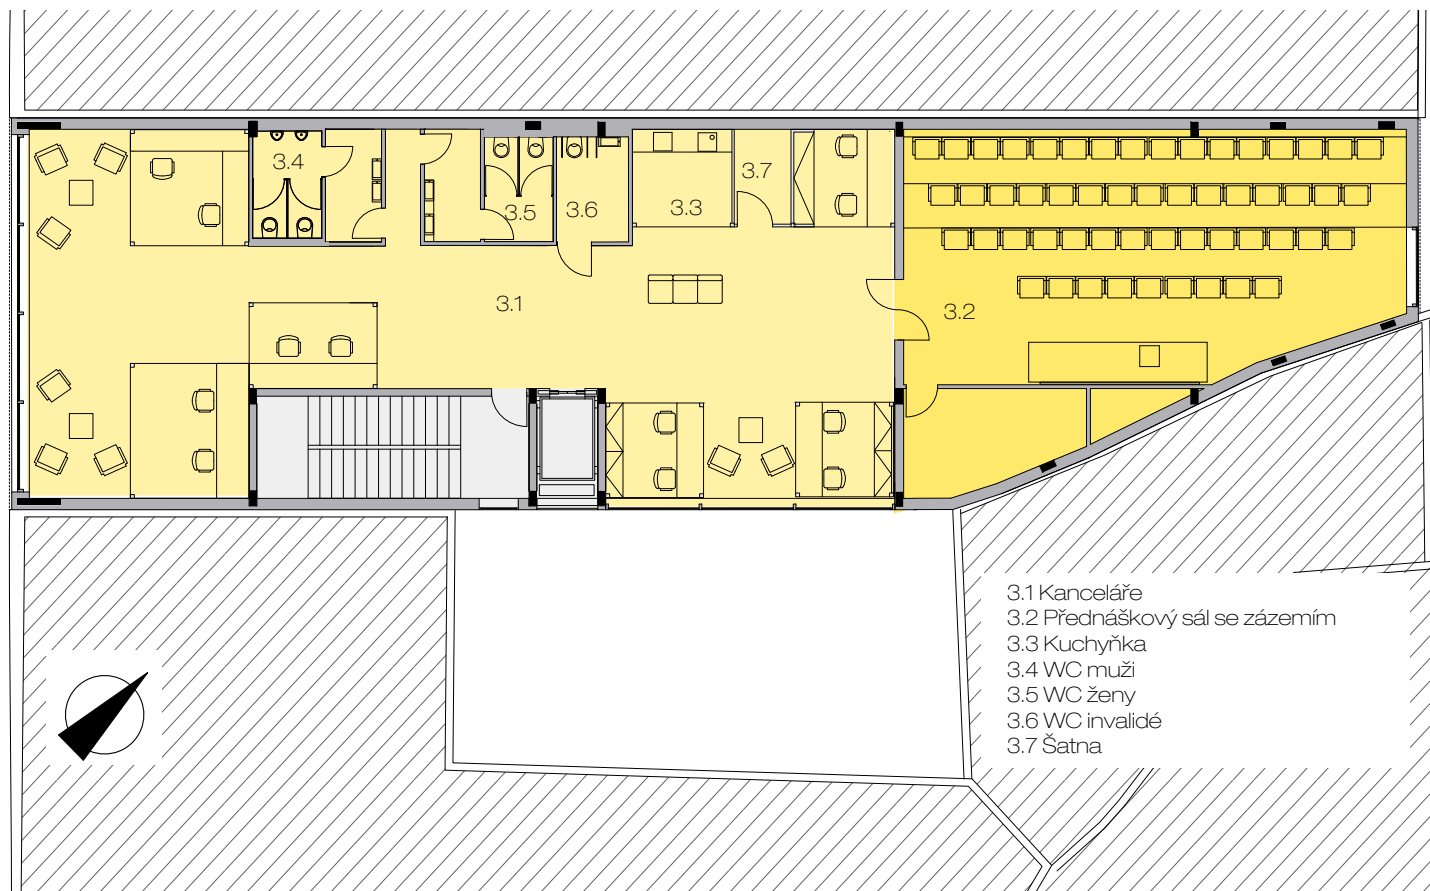 3.4
3.5
3.6
3.3
3.7
3.1
3.2
3.1 Kanceláře
3.2 Přednáškový sál se zázemím
3.3 Kuchyňka
3.4 WC muži
3.5 WC ženy
3.6 WC invalidé
3.7 Šatna